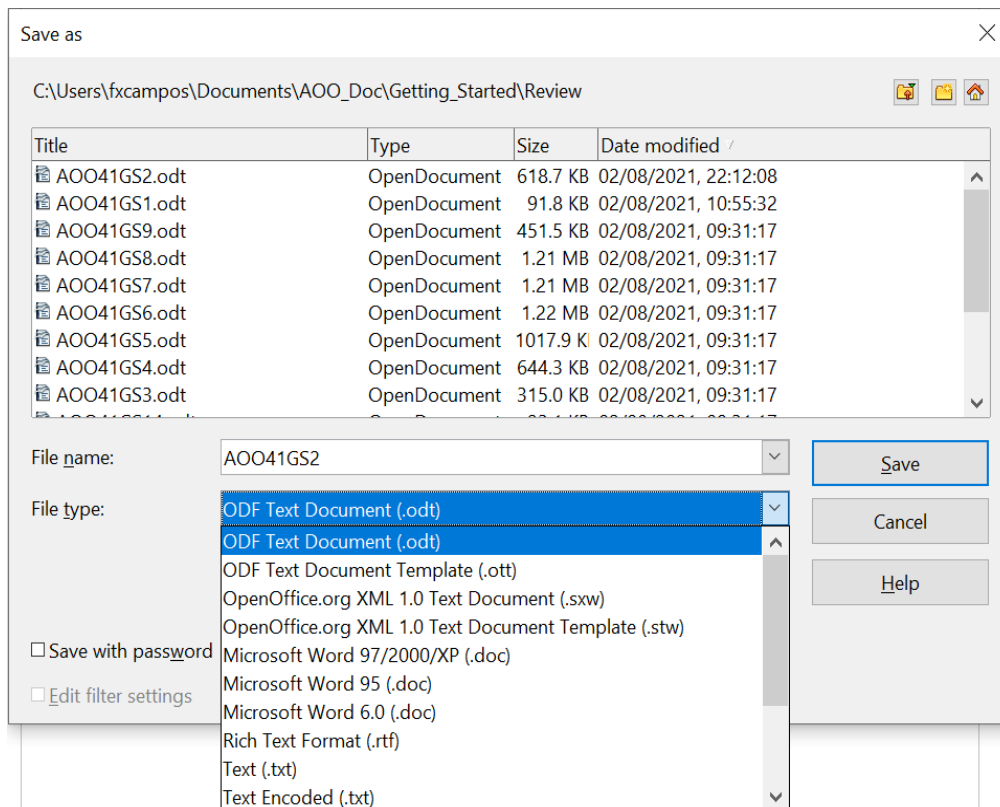 Save as
C:\Users\fxcampos\Documents\AOO_Doc\Getting_Started\Review
Title Type Size Date modified
AOO41GS2.odt OpenDocument 618.7 KB 02/08/2021, 22:12:08
AOO41GS1.odt OpenDocument 91.8 KB 02/08/2021, 10:55:32
AOO41GS9.odt OpenDocument 451.5 KB 02/08/2021, 09:31:17
AOO41GS8.odt OpenDocument 1.21 MB 02/08/2021, 09:31:17
AOO41GS7.odt OpenDocument 1.21 MB 02/08/2021, 09:31:17
AOO41GS6.odt OpenDocument 1.22 MB 02/08/2021, 09:31:17
AOO41GS5.odt OpenDocument 1017.9 K 02/08/2021, 09:31:17
AOO41GS4.odt OpenDocument 644.3 KB 02/08/2021, 09:31:17
AOO41GS3.odt OpenDocument 315.0 KB 02/08/2021, 09:31:17
File name: AOO41GS2 Save
File type: ODF Text Document (.odt) Cancel
ODF Text Document (.odt)
ODF Text Document Template (.ott) Help
OpenOffice.org XML 1.0 Text Document (.sxw)
OpenOffice.org XML 1.0 Text Document Template (.stw)
Save with password Microsoft Word 97/2000/XP (.doc)
Microsoft Word 95 (.doc)
Edit filter settings Microsoft Word 6.0 (.doc)
Rich Text Format (.rtf)
Text (.txt)
Text Encoded (.txt)